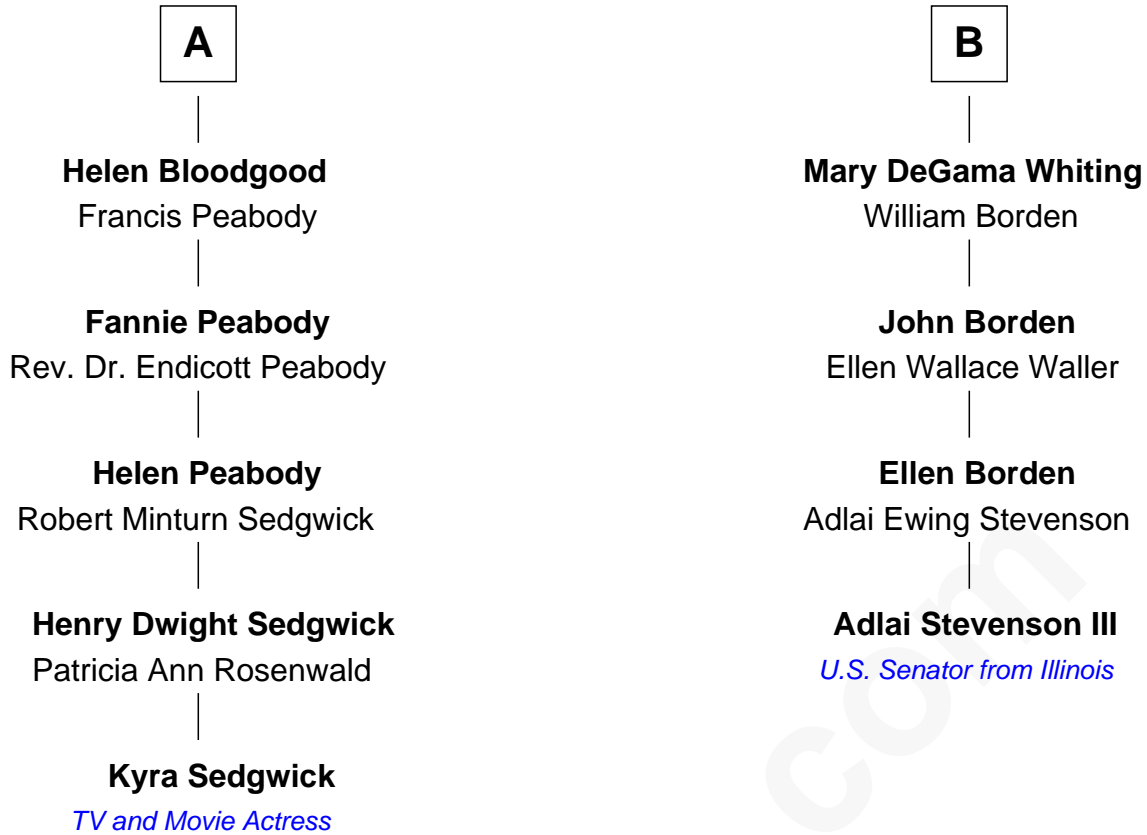 A
Helen Bloodgood
Francis Peabody
Fannie Peabody
Rev. Dr. Endicott Peabody
Helen Peabody
Robert Minturn Sedgwick
Henry Dwight Sedgwick
Patricia Ann Rosenwald
Kyra Sedgwick
TV and Movie Actress
B
Mary DeGama Whiting
William Borden
John Borden
Ellen Wallace Waller
Ellen Borden
Adlai Ewing Stevenson
Adlai Stevenson III
U.S. Senator from Illinois
com